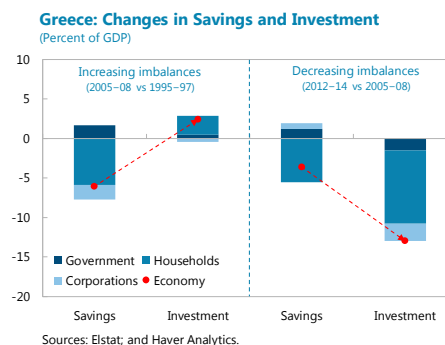 Greece: Changes in Savings and Investment
(Percent of GDP)
10
5
0
-5
-10
-15
-20
Increasing imbalances
(2005-08 vs 1995-97)
Decreasing imbalances
(2012-14 vs 2005-08)
Government
Households
Corporations
Economy
Savings
Investment
Savings
Investment
Sources: Elstat; and Haver Analytics.